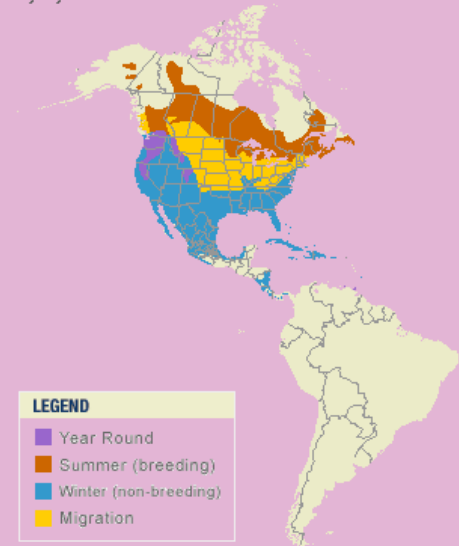 LEGEND
Year Round
Summer (breeding)
Winter (non-breeding)
Migration